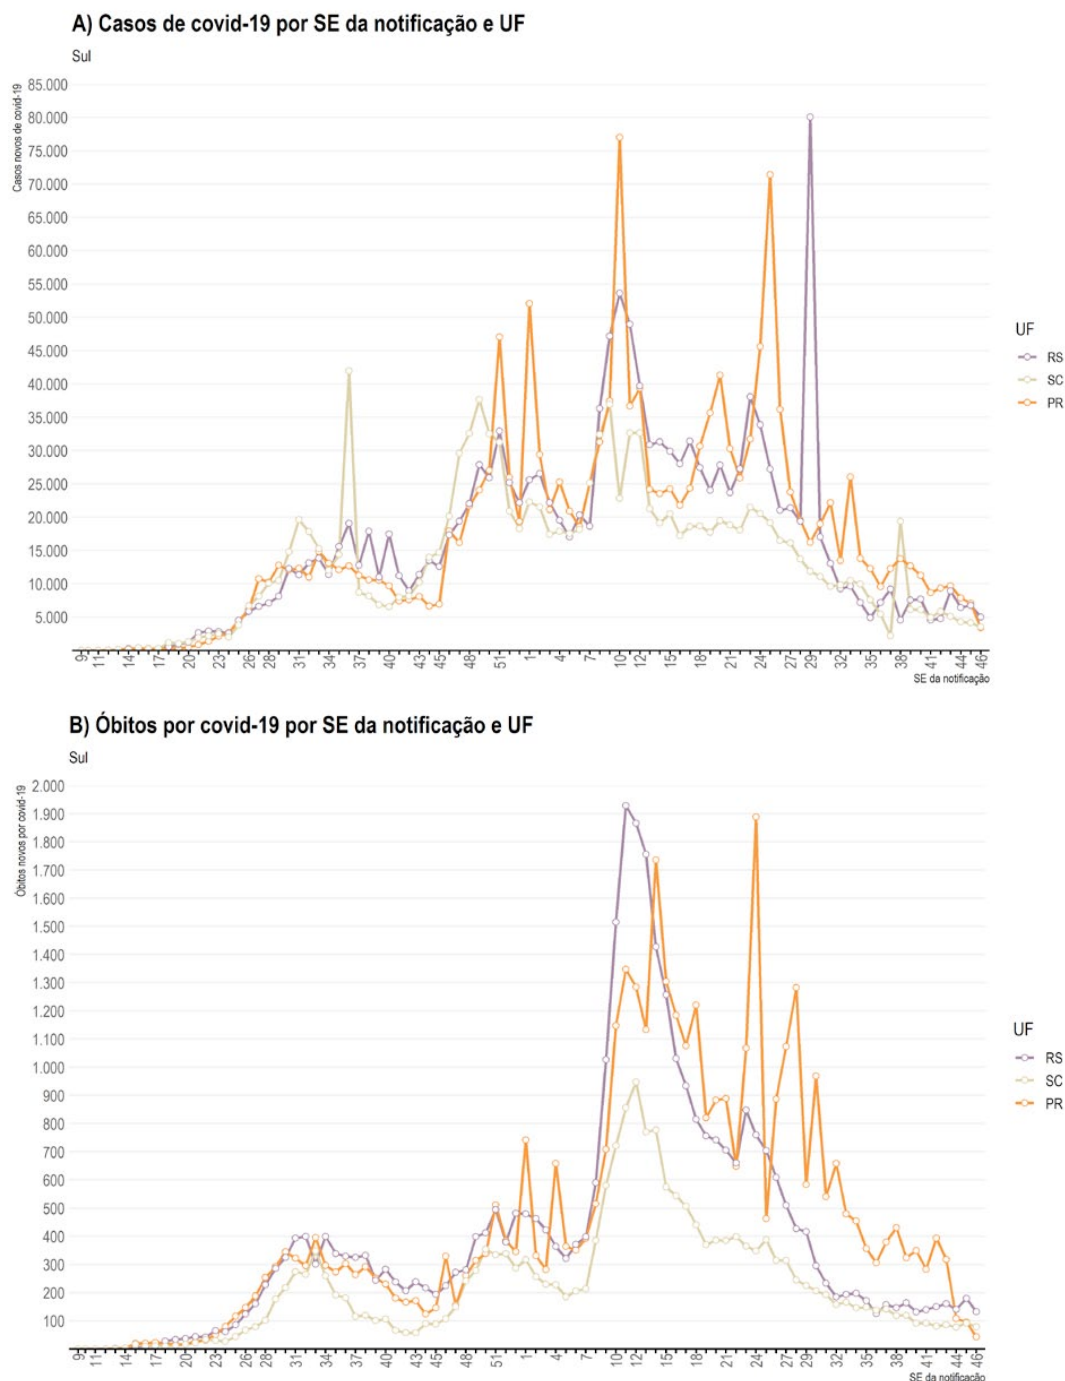 A) Casos de covid-19 por SE da notificação e UF
Sul
Casos novos de covid-19
85.000
80.000
75.000
70.000
65.000
60.000
55.000
50.000
45.000
40.000
35.000
30.000
25.000
20.000
15.000
10.000
5.000
9 11 14 17 20 23 26 28 31 34 37 40 43 45 48 51 1 4 7 10 12 15 18 21 24 27 29 32 35 38 41 44 46
SE da notificação
UF
RS
SC
PR
B) Óbitos por covid-19 por SE da notificação e UF
Sul
Óbitos novos por covid-19
2.000
1.900
1.800
1.700
1.600
1.500
1.400
1.300
1.200
1.100
1.000
900
800
700
600
500
400
300
200
100
9 11 14 17 20 23 26 28 31 34 37 40 43 45 48 51 1 4 7 10 12 15 18 21 24 27 29 32 35 38 41 44 46
SE da notificação
UF
RS
SC
PR